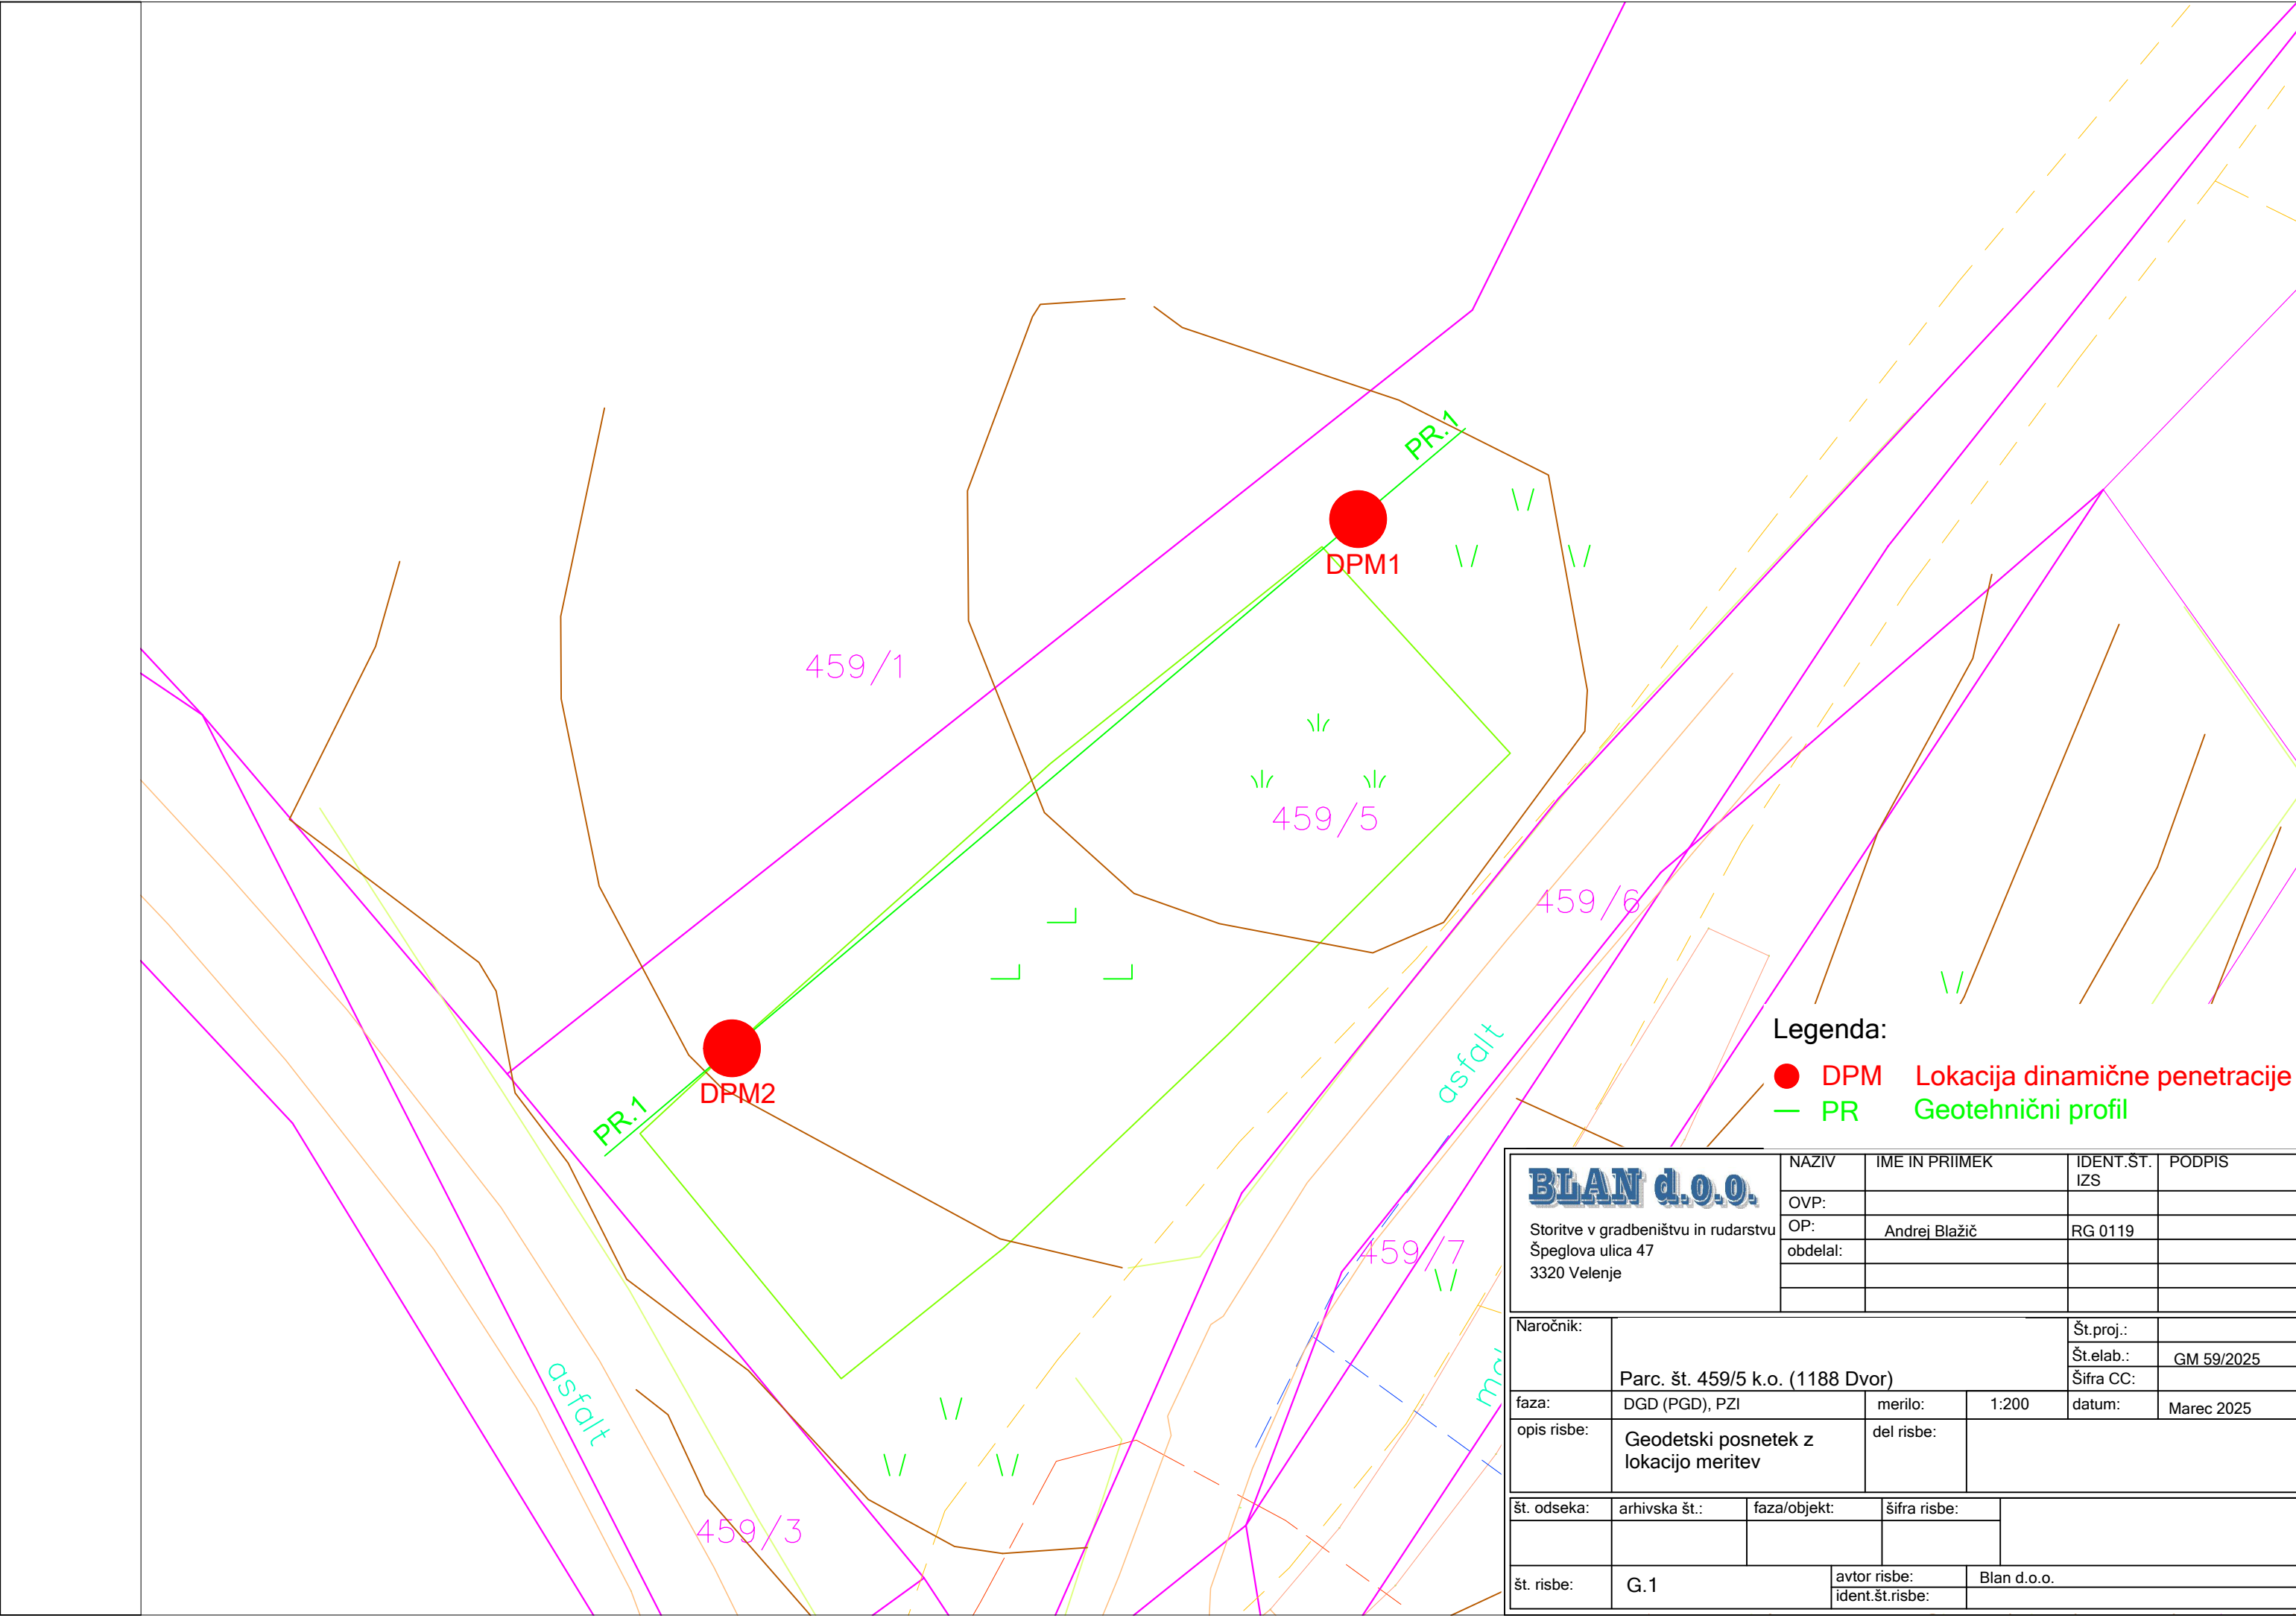 PR.1
DPM1
459/1
459/5
459/6
DPM2
PR.1
asfalt
459/7
asfalt
459/3
Legenda:
DPM Lokacija dinamične penetracije
PR Geotehnični profil
BLAN d.o.o.
Storitve v gradbeništvu in rudarstvu
Špeglova ulica 47
3320 Velenje
NAZIV IME IN PRIIMEK IDENT.ŠT. IZS PODPIS
OVP:
OP: Andrej Blažič RG 0119
obdelal:
Naročnik:
Parc. št. 459/5 k.o. (1188 Dvor)
Št.proj.:
Št.elab.: GM 59/2025
Šifra CC:
faza: DGD (PGD), PZI merilo: 1:200 datum: Marec 2025
opis risbe: Geodetski posnetek z
lokacijo meritev
del risbe:
št. odseka: arhivska št.: faza/objekt: šifra risbe:
št. risbe: G.1
avtor risbe: Blan d.o.o.
ident.št.risbe: